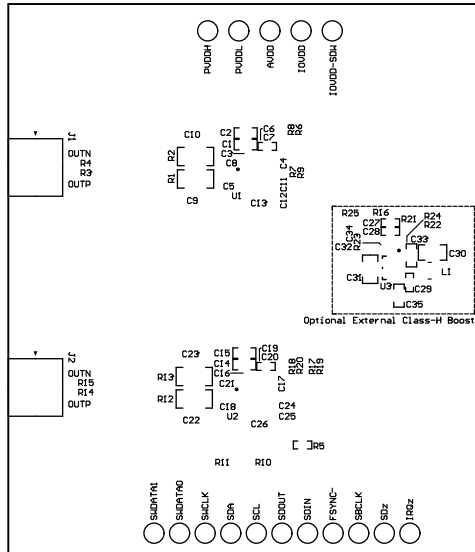 PVDDH
PVDDL
AVDD
IOVDD
IOVDD-SDW
J1
OUTN
R4
R3
OUTP
C10
R2
R1
C9
C2
C1
C3
C8
C5
U1
C6
C7
C13
C4
C11
C12
R8
R6
R7
R9
R25
R16
R21
R24
R22
C27
C28
C34
R23
C32
C33
C30
C31
U3
L1
C29
C35
Optional External Class-H Boost
J2
OUTN
R15
R14
OUTP
C23
R13
R12
C22
C15
C14
C16
C21
C18
U2
C19
C20
C26
C17
C24
C25
R18
R20
R17
R19
R5
R11
R10
SWDATA1
SWDATA0
SWCLK
SDA
SCL
SDOUT
SDIN
FSYNC-
SBCLK
SDz
IRQz